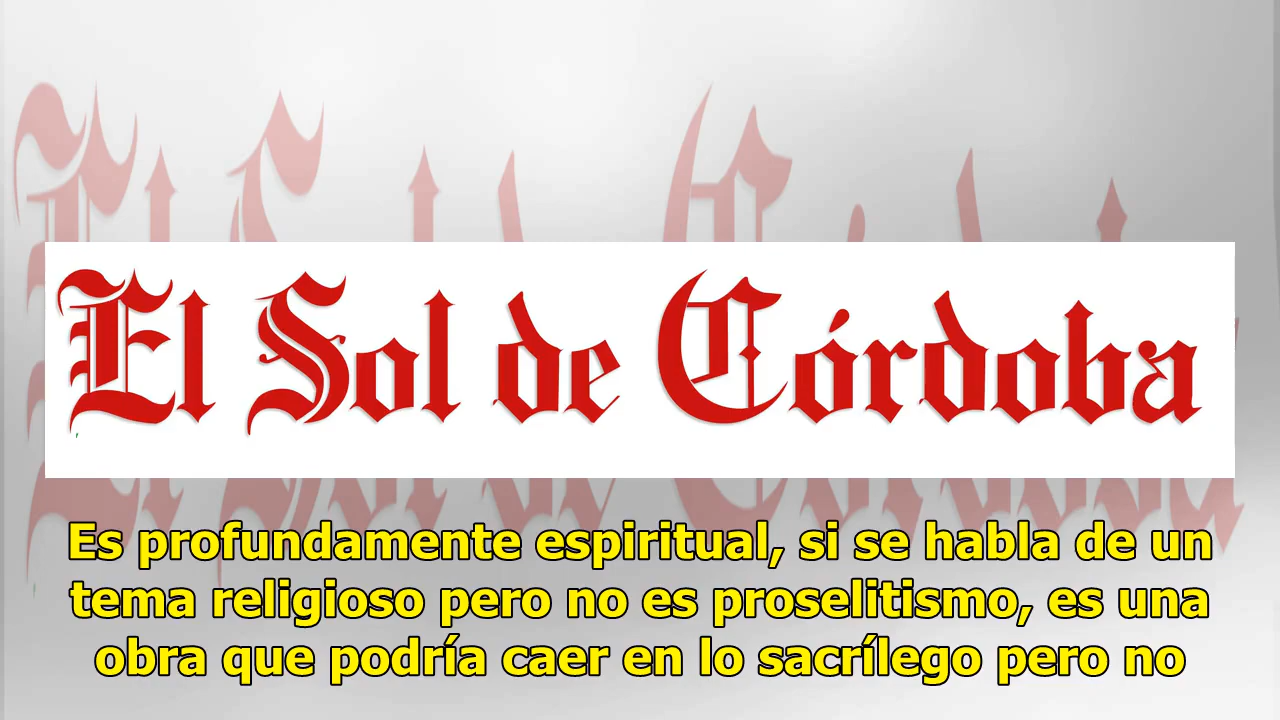 El Sol de Córdoba
Es profundamente espiritual, si se habla de un
tema religioso pero no es proselitismo, es una
obra que podría caer en lo sacrílego pero no